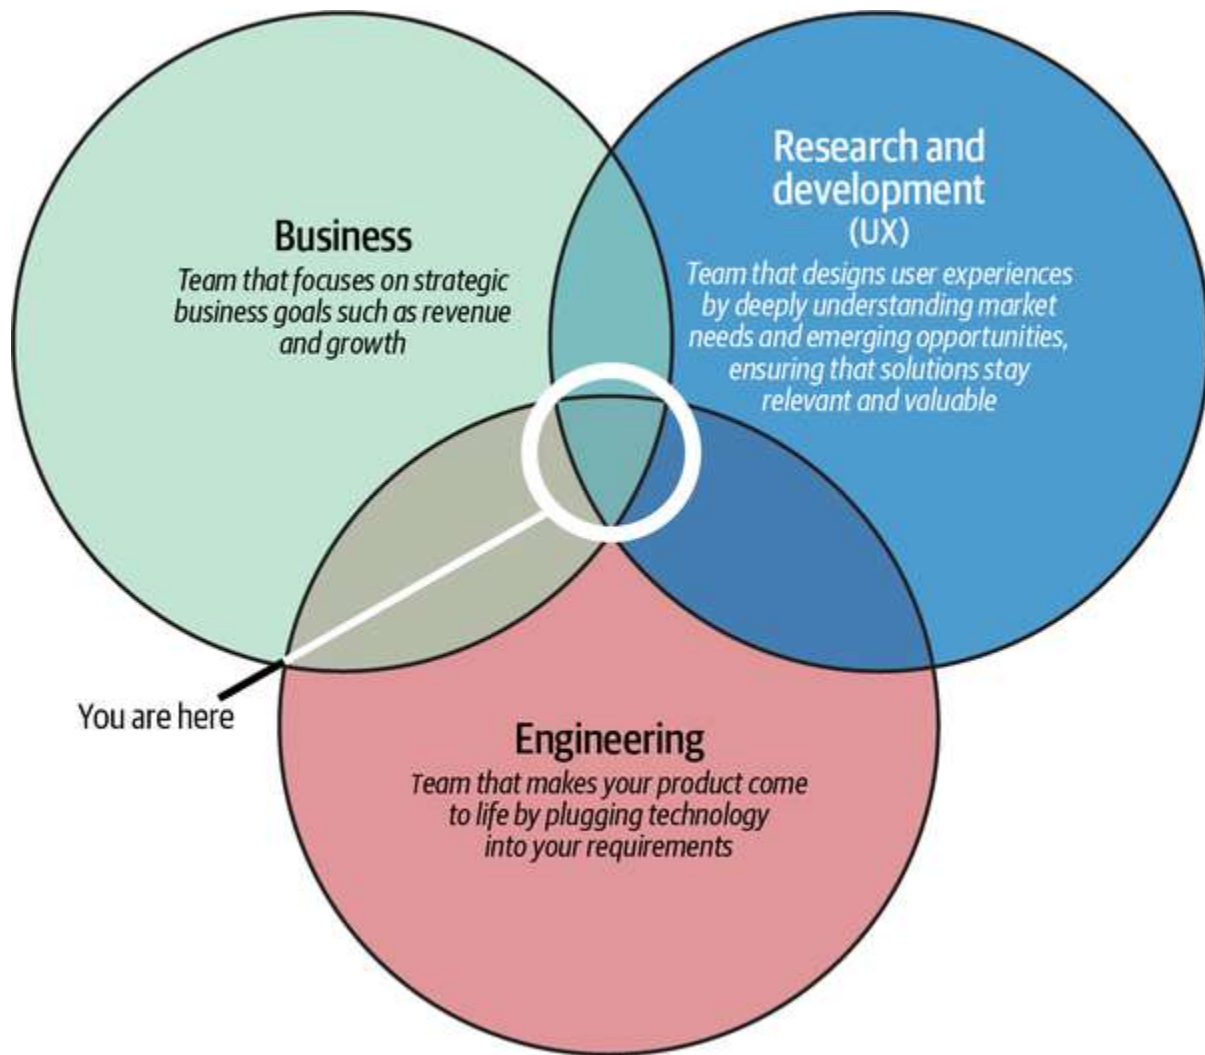 Business
Team that focuses on strategic
business goals such as revenue
and growth
Research and
development
(UX)
Team that designs user experiences
by deeply understanding market
needs and emerging opportunities,
ensuring that solutions stay
relevant and valuable
You are here
Engineering
Team that makes your product come
to life by plugging technology
into your requirements